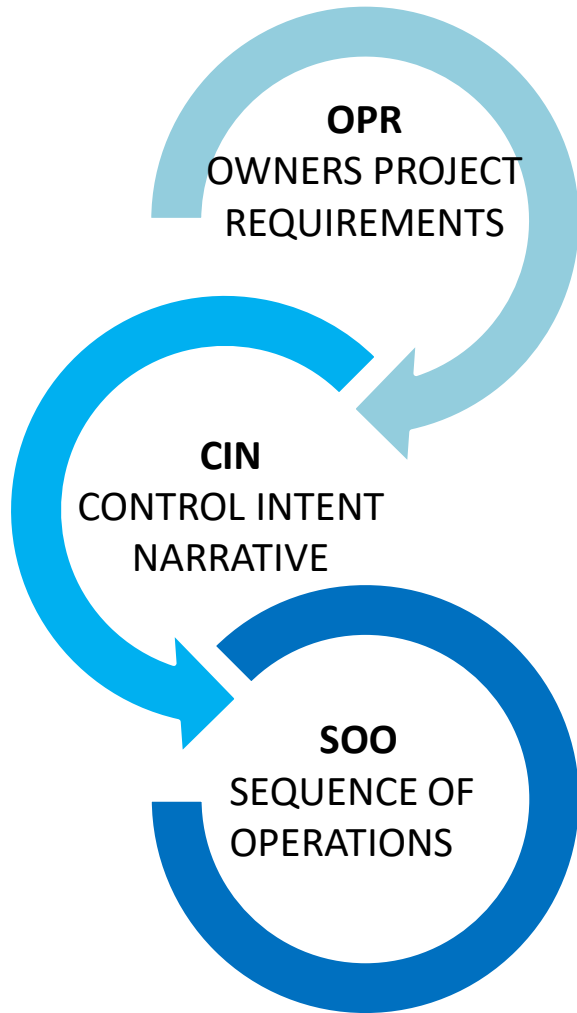 OPR
OWNERS PROJECT
REQUIREMENTS
CIN
CONTROL INTENT
NARRATIVE
SOO
SEQUENCE OF
OPERATIONS